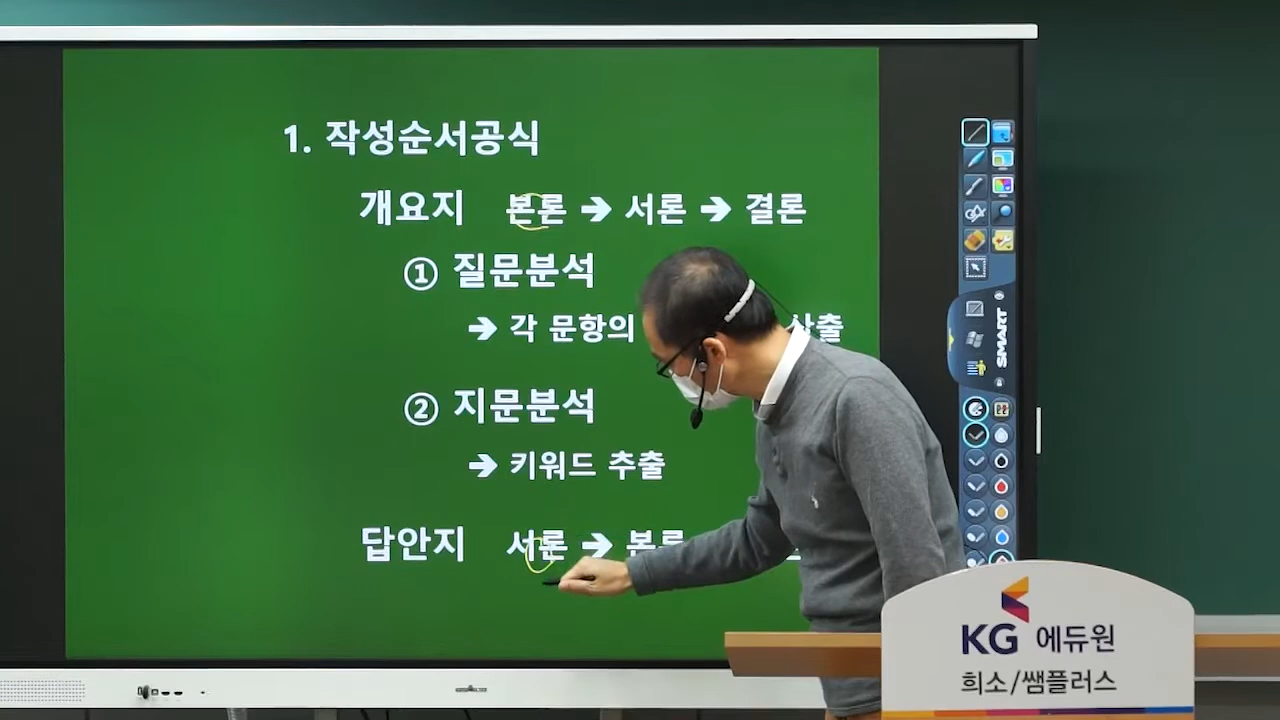 1. 작성순서공식
개요지 본론 → 서론 → 결론
① 질문분석
→ 각 문항의
② 지문분석
→ 키워드 추출
답안지 서론 → 본론
SMART
KG 에듀원
희소/쌤플러스